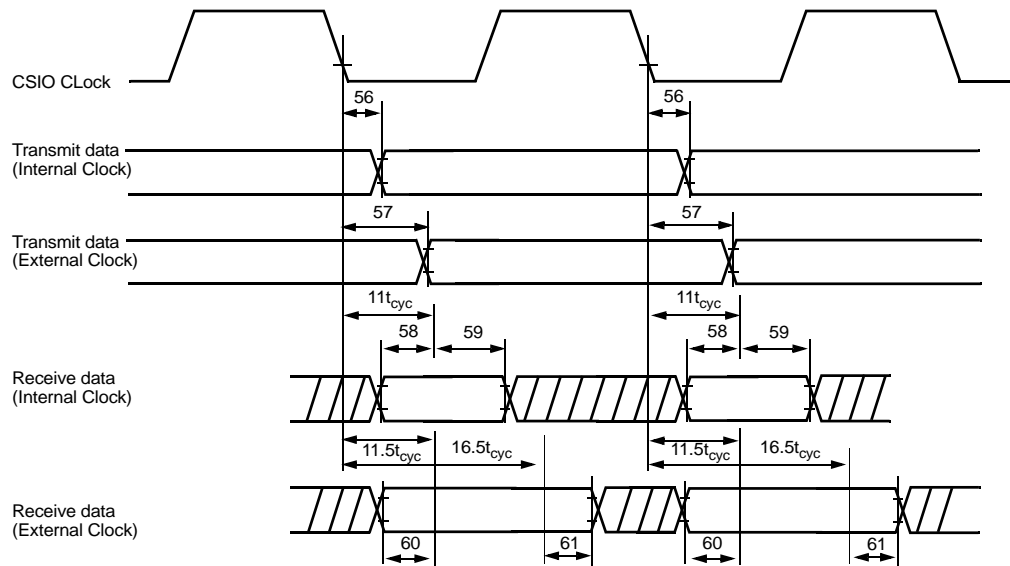 CSIO CLock
56
56
Transmit data
(Internal Clock)
57
57
Transmit data
(External Clock)
11tcyc
11tcyc
58
59
58
59
Receive data
(Internal Clock)
11.5tcyc
16.5tcyc
11.5tcyc
16.5tcyc
Receive data
(External Clock)
60
61
60
61